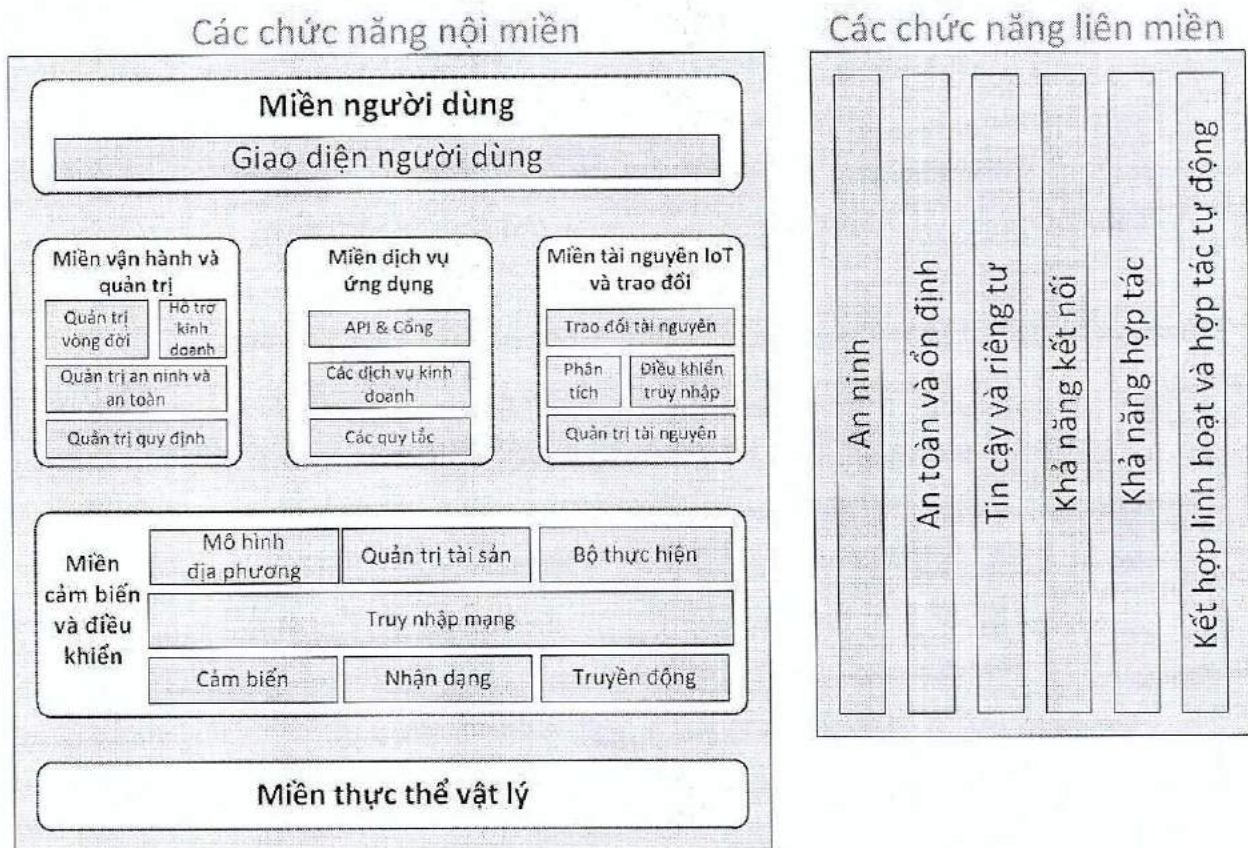 Các chức năng nội miền
Miền người dùng
Giao diện người dùng
Miền vận hành và
quản trị
Quản trị
vòng đời
Hỗ trợ
kinh
doanh
Quản trị an ninh và
an toàn
Quản trị quy định
Miền dịch vụ
ứng dụng
API & Cổng
Các dịch vụ kinh
doanh
Các quy tắc
Miền tài nguyên IoT
và trao đổi
Trao đổi tài nguyên
Phân
tích
Điều khiển
truy nhập
Quản trị tài nguyên
Miền
cảm biến
và điều
khiển
Mô hình
địa phương
Quản trị tài sản
Bộ thực hiện
Truy nhập mạng
Cảm biến
Nhận dạng
Truyền động
Miền thực thể vật lý
Các chức năng liên miền
An ninh
An toàn và ổn định
Tin cậy và riêng tư
Khả năng kết nối
Khả năng hợp tác
Kết hợp linh hoạt và hợp tác tự động